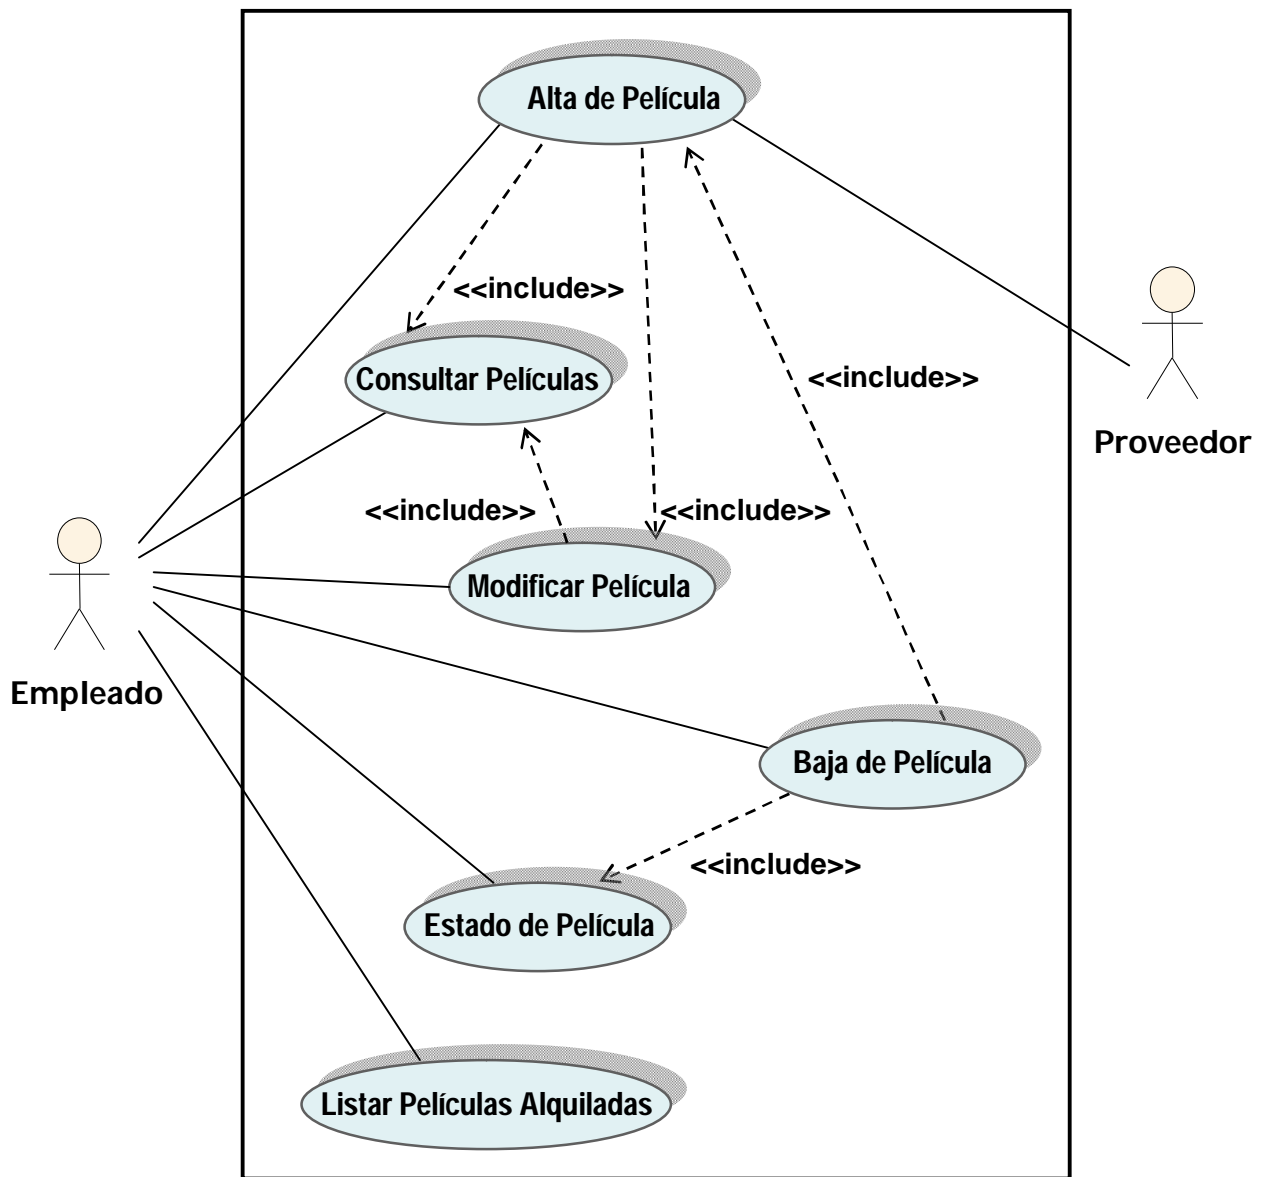 Alta de Película
<<include>>
Consultar Películas
<<include>>
Proveedor
<<include>>
<<include>>
Modificar Película
Empleado
Baja de Película
<<include>>
Estado de Película
Listar Películas Alquiladas